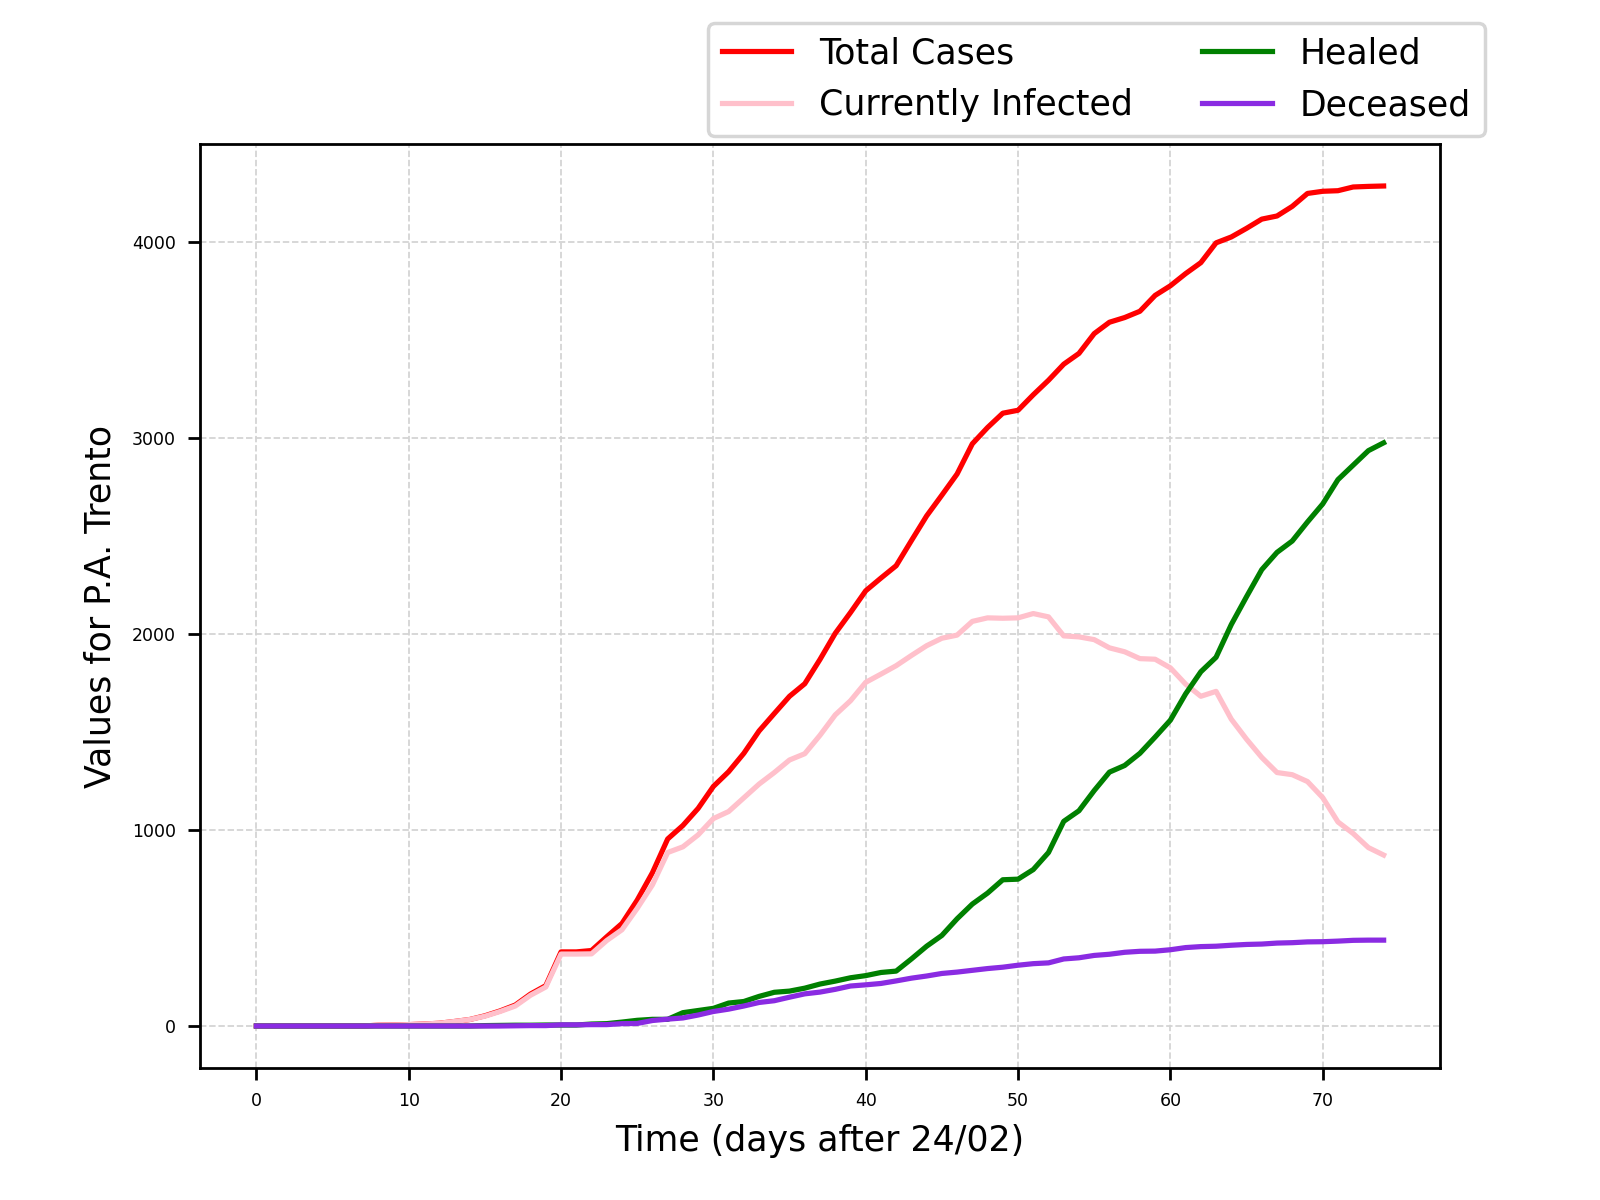 Total Cases
Currently Infected
Healed
Deceased
4000
3000
2000
1000
0
Values for P.A. Trento
0 10 20 30 40 50 60 70
Time (days after 24/02)